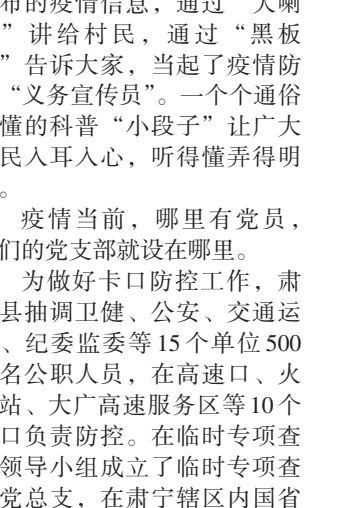 布的疫情信息，通过“大喇
”讲给村民，通过“黑板
”告诉大家，当起了疫情防
“义务宣传员”。一个个通俗
懂的科普“小段子”让广大
民入耳入心，听得懂弄得明
。
疫情当前，哪里有党员，
们的党支部就设在哪里。
为做好卡口防控工作，肃
县抽调卫健、公安、交通运
、纪委监委等15个单位500
名公职人员，在高速口、火
站、大广高速服务区等10个
口负责防控。在临时专项查
领导小组成立了临时专项查
党总支，在肃宁辖区内国省